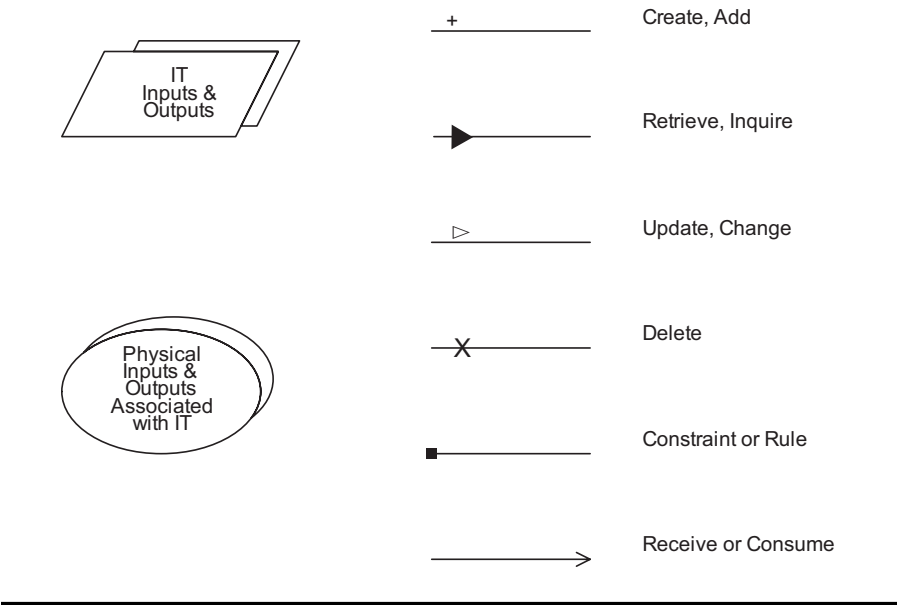 IT
Inputs &
Outputs
Physical
Inputs &
Outputs
Associated
with IT
+
Create, Add
Retrieve, Inquire
Update, Change
X
Delete
Constraint or Rule
Receive or Consume